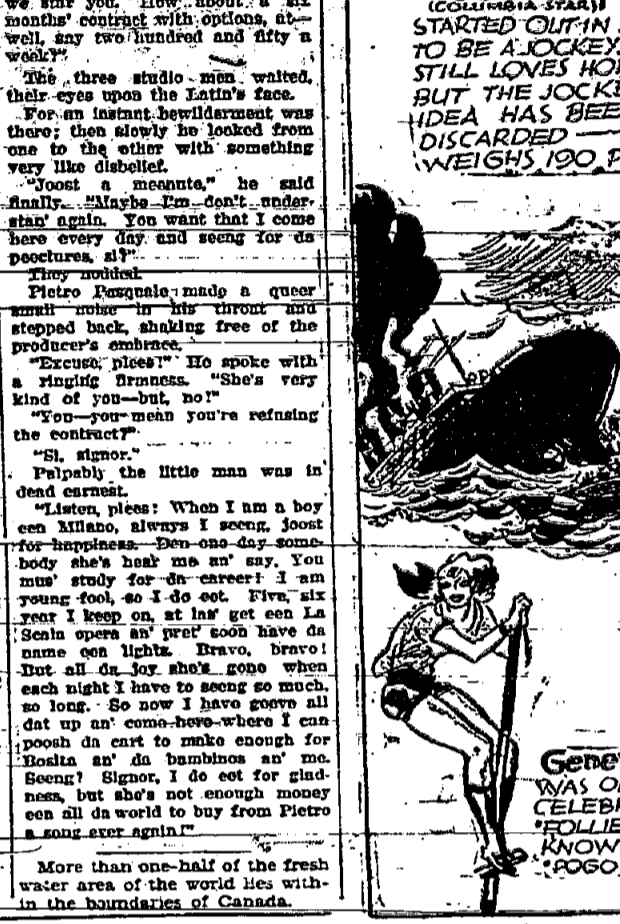 we star you. How about a six
months' contract with options, at—
well, say two hundred and fifty a
week?"
The three studio men waited,
their eyes upon the Latin's face.
For an instant bewilderment was
there; then slowly he looked from
one to the other with something
very like disbelief.
"Joost a meenute," he said
finally. "Maybe I'm don't under-
stan' again. You want that I come
here every day and seeng for da
peectures, si?"
They nodded.
Pietro Pasquale made a queer
small noise in his throat and
stepped back, shaking free of the
producer's embrace.
"Excuse, plees!" He spoke with
a ringing firmness. "She's very
kind of you—but, no!"
"You—you mean you're refusing
the contract?"
"Si, signor."
Palpably the little man was in
dead earnest.
"Listen, plees! When I am a boy
een Milano, always I seeng, joost
for happiness. Den one day some-
body she's hear me an' say, You
mus' study for da career! I am
young fool, so I do eet. Five, six
year I keep on, at las' get een La
Scala opera an' pret' soon have da
name een lights. Bravo, bravo!
But all da joy she's gone when
each night I have to seeng so much,
so long. So now I have geeve all
dat up an' come here where I can
poosh da cart to make enough for
Rosita an' da bambinos an' me.
Seeng? Signor, I do eet for glad-
ness, but she's not enough money
een all da world to buy from Pietro
a song ever again!"
More than one-half of the fresh
water area of the world lies with-
in the boundaries of Canada.
(COLUMBIA STAR)
STARTED OUT IN
TO BE A JOCKEY.
STILL LOVES
BUT THE
IDEA HAS
DISCARDED —
WEIGHS 190
WAS
"POGO